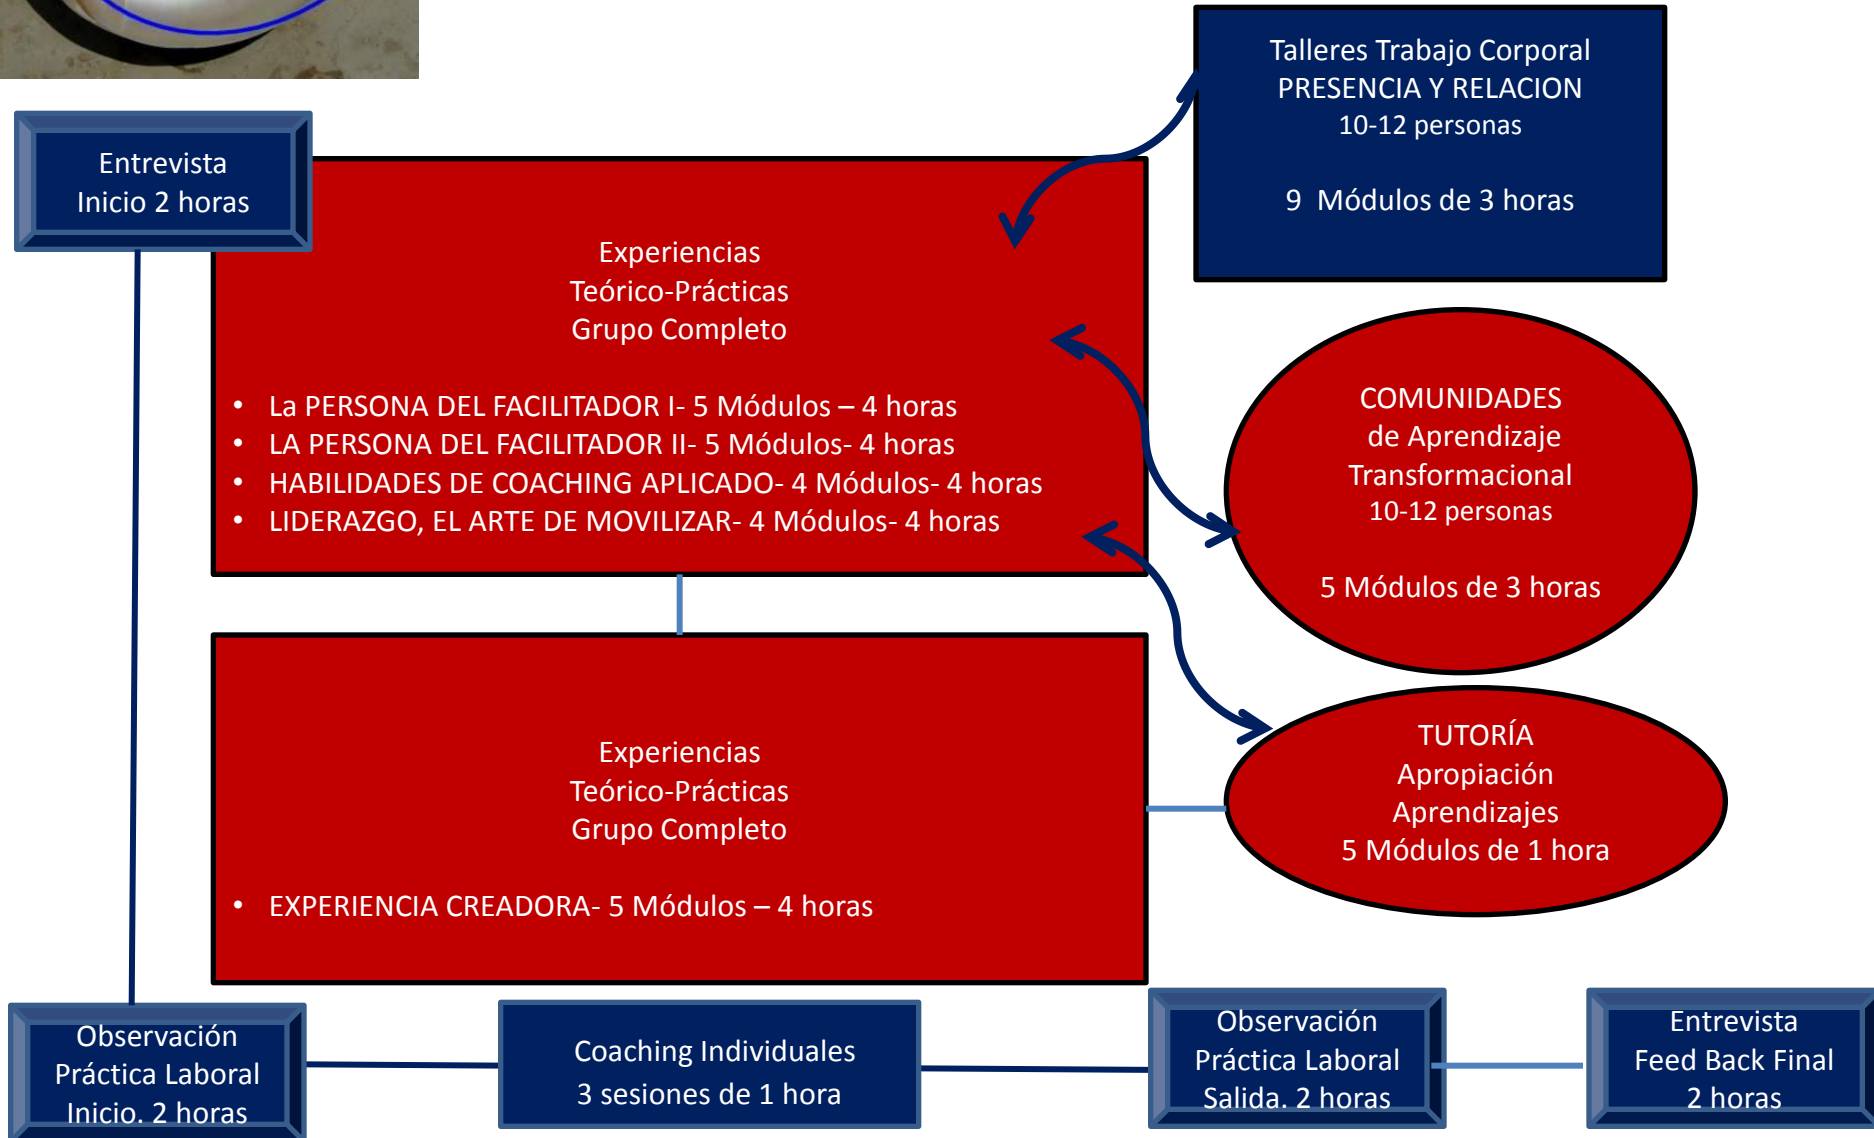 Talleres Trabajo Corporal
PRESENCIA Y RELACION
10-12 personas
9 Módulos de 3 horas
Entrevista
Inicio 2 horas
Experiencias
Teórico-Prácticas
Grupo Completo
• La PERSONA DEL FACILITADOR I- 5 Módulos – 4 horas
• LA PERSONA DEL FACILITADOR II- 5 Módulos- 4 horas
• HABILIDADES DE COACHING APLICADO- 4 Módulos- 4 horas
• LIDERAZGO, EL ARTE DE MOVILIZAR- 4 Módulos- 4 horas
COMUNIDADES
de Aprendizaje
Transformacional
10-12 personas
5 Módulos de 3 horas
Experiencias
Teórico-Prácticas
Grupo Completo
• EXPERIENCIA CREADORA- 5 Módulos – 4 horas
TUTORÍA
Apropiación
Aprendizajes
5 Módulos de 1 hora
Observación
Práctica Laboral
Inicio. 2 horas
Coaching Individuales
3 sesiones de 1 hora
Observación
Práctica Laboral
Salida. 2 horas
Entrevista
Feed Back Final
2 horas